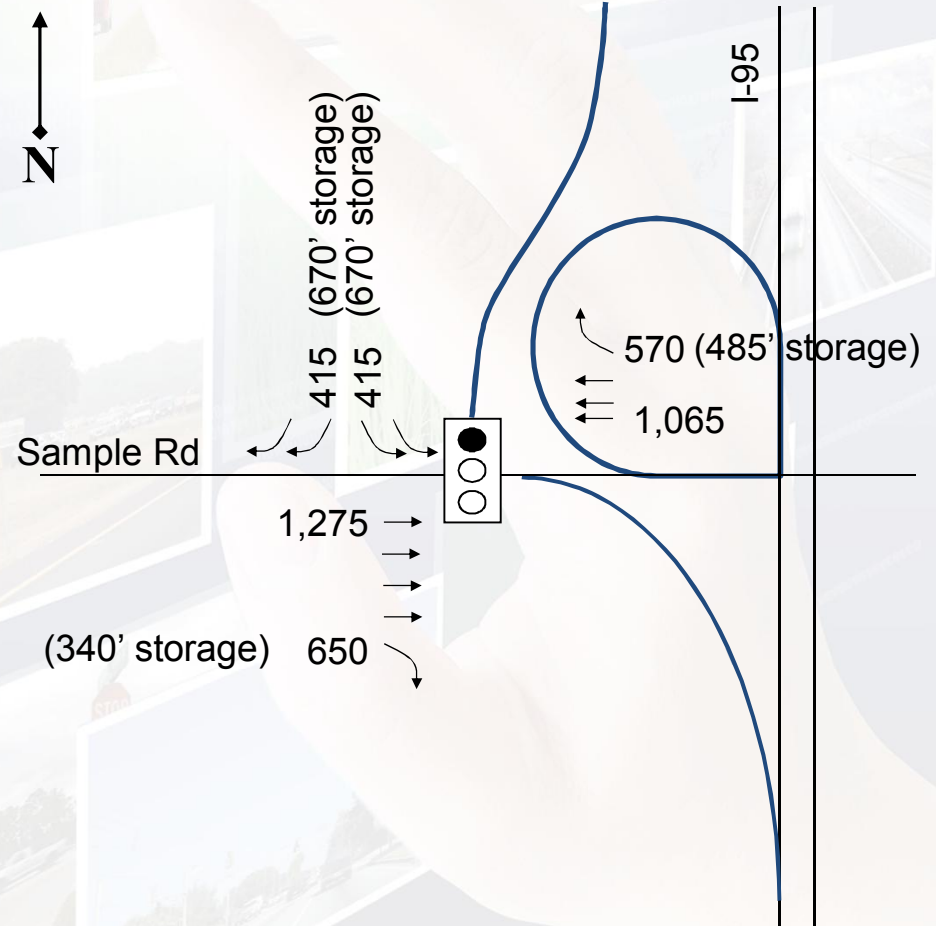 N
I-95
415 (670’ storage)
415 (670’ storage)
570 (485’ storage)
1,065
Sample Rd
1,275
(340’ storage) 650
STOP